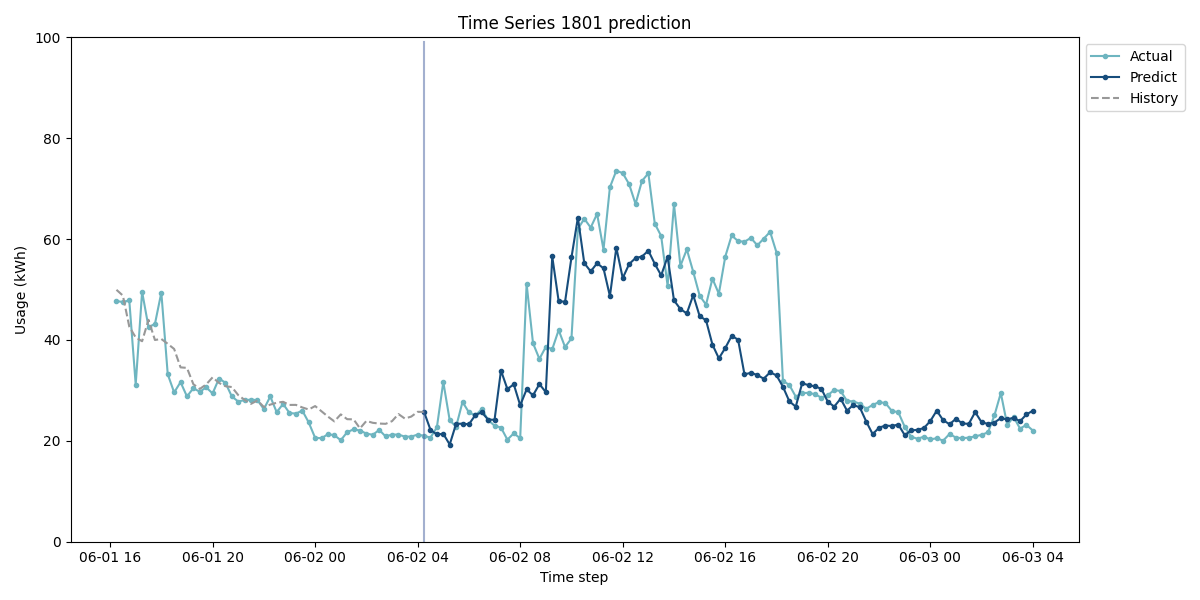 Time Series 1801 prediction
100
80
60
40
20
0
Usage (kWh)
06-01 16
06-01 20
06-02 00
06-02 04
06-02 08
06-02 12
06-02 16
06-02 20
06-03 00
06-03 04
Time step
Actual
Predict
History